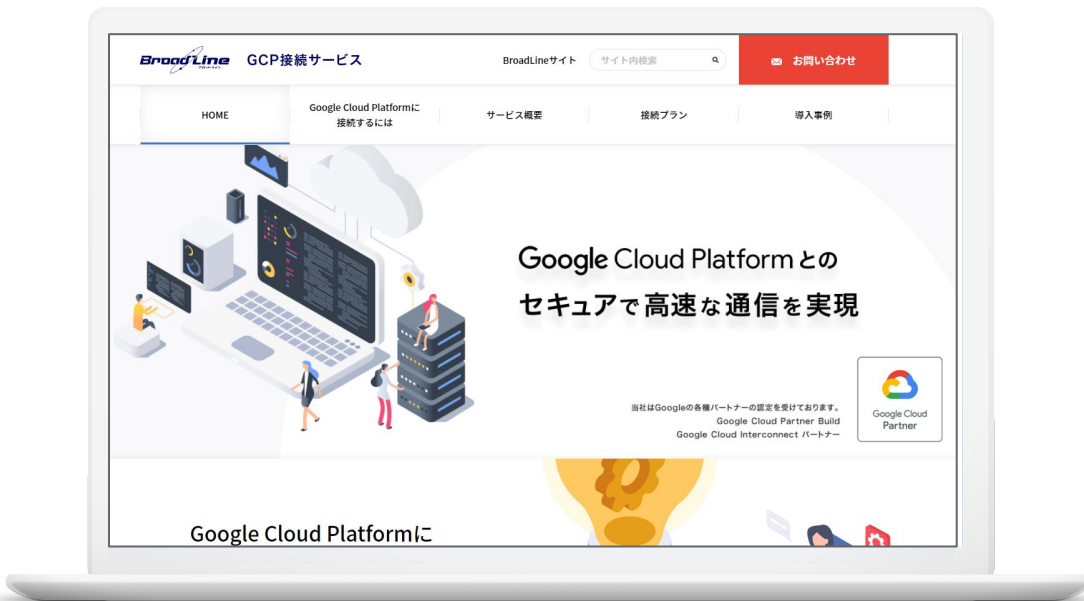 BroadLine
ブロードライン
GCP接続サービス
BroadLineサイト
サイト内検索
お問い合わせ
HOME
Google Cloud Platformに
接続するには
サービス概要
接続プラン
導入事例
Google Cloud Platformとの
セキュアで高速な通信を実現
当社はGoogleの各種パートナーの認定を受けております。
Google Cloud Partner Build
Google Cloud Interconnect パートナー
Google Cloud
Partner
Google Cloud Platformに